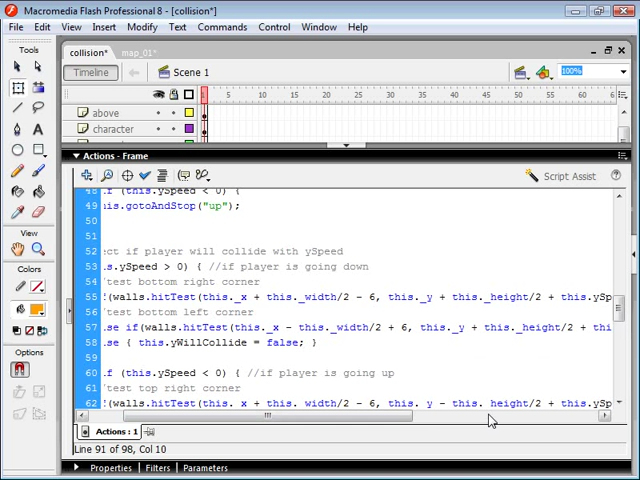 Macromedia Flash Professional 8 - [collision*]
File Edit View Insert Modify Text Commands Control Window Help
Tools
collision* map_01*
Timeline Scene 1 100%
1 5 10 15 20 25 30 35 40 45 50 55 60 6
above
character
Actions - Frame
Script Assist
48 .f (this.ySpeed < 0) {
49 his.gotoAndStop("up");
50
51
52 ect if player will collide with ySpeed
53 s.ySpeed > 0) { //if player is going down
54 'test bottom right corner
55 f(walls.hitTest(this._x + this._width/2 - 6, this._y + this._height/2 + this.ySp
56 'test bottom left corner
57 lse if(walls.hitTest(this._x - this._width/2 + 6, this._y + this._height/2 + thi
58 lse { this.yWillCollide = false; }
59
60 .f (this.ySpeed < 0) { //if player is going up
61 'test top right corner
62 f(walls.hitTest(this._x + this._width/2 - 6, this._y - this._height/2 + this.ySp
View
Colors
Options
Actions : 1
Line 91 of 98, Col 10
Properties Filters Parameters